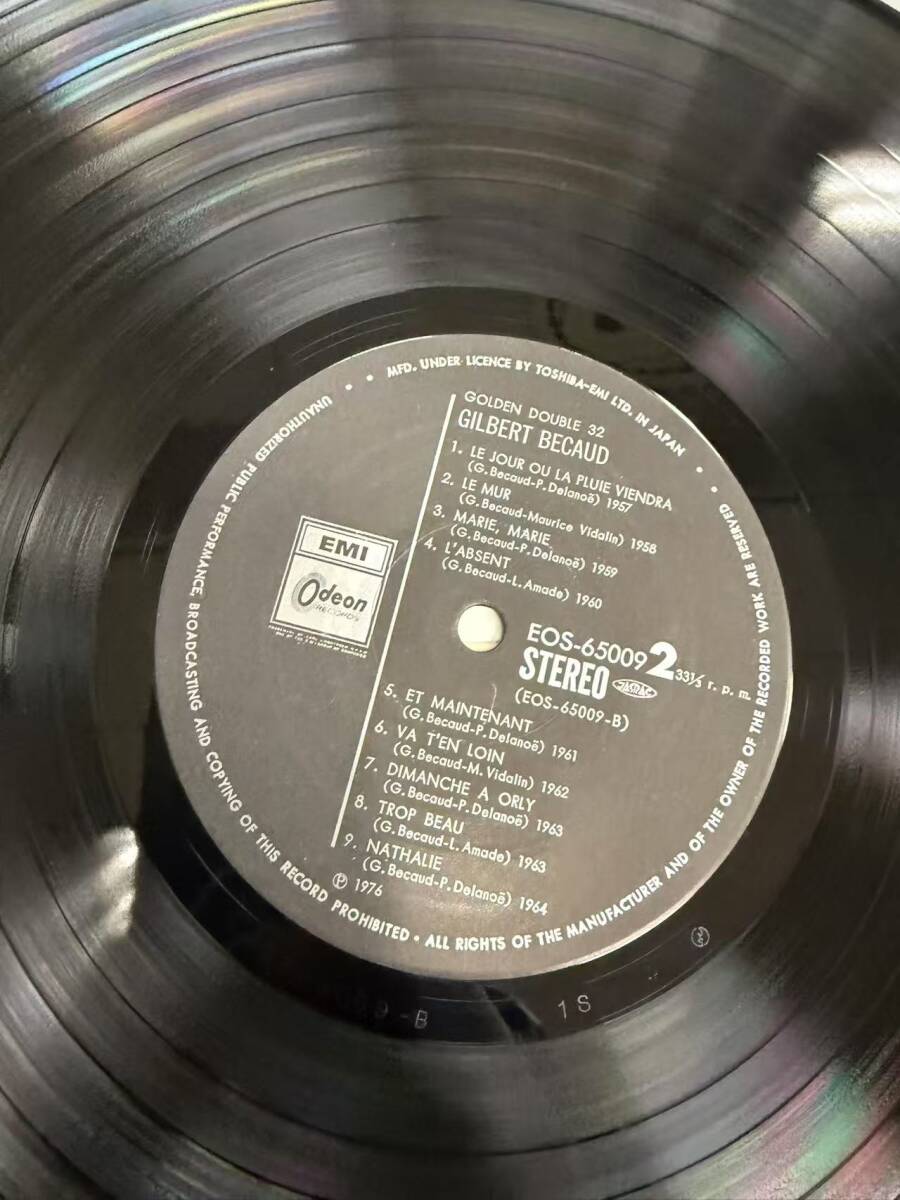 MFD. UNDER LICENCE BY TOSHIBA-EMI LTD. IN JAPAN
GOLDEN DOUBLE 32
GILBERT BECAUD
1. LE JOUR OU LA PLUIE VIENDRA
(G. Becaud-P. Delanoë) 1957
2. LE MUR
(G. Becaud-Maurice Vidalin) 1958
3. MARIE, MARIE
(G. Becaud-P. Delanoë) 1959
4. L'ABSENT
(G. Becaud-L. Amade) 1960
EMI
Odeon
RECORDS
EOS-65009 2
STEREO JASRAC 33⅓ r. p. m.
(EOS-65009-B)
5. ET MAINTENANT
(G. Becaud-P. Delanoë) 1961
6. VA T'EN LOIN
(G. Becaud-M. Vidalin) 1962
7. DIMANCHE A ORLY
(G. Becaud-P. Delanoë) 1963
8. TROP BEAU
(G. Becaud-L. Amade) 1963
9. NATHALIE
(G. Becaud-P. Delanoë) 1964
℗ 1976
• ALL RIGHTS OF THE MANUFACTURER AND OF THE OWNER OF THE RECORDED WORK ARE RESERVED •
UNAUTHORIZED PUBLIC PERFORMANCE, BROADCASTING AND COPYING OF THIS RECORD PROHIBITED
9-B 1S